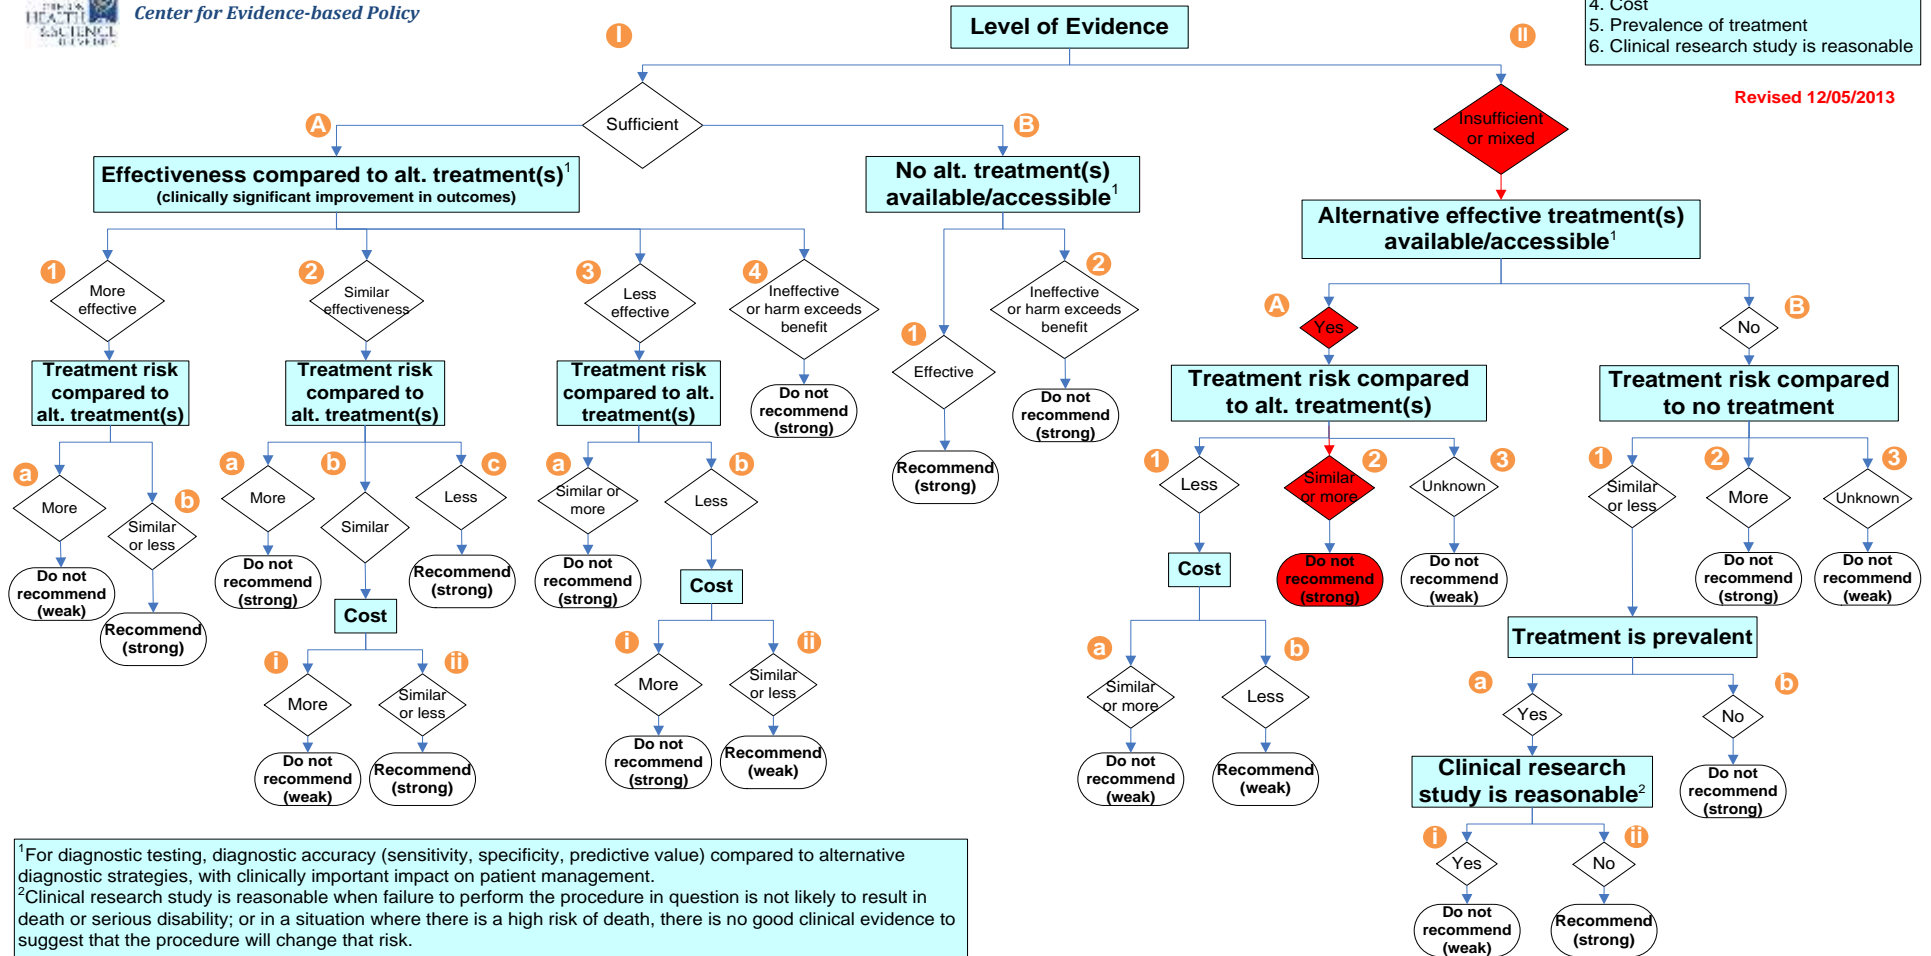 HEALTH
& SCIENCE
UNIVERSITY
Center for Evidence-based Policy
4. Cost
5. Prevalence of treatment
6. Clinical research study is reasonable
Revised 12/05/2013
Level of Evidence
I
II
Sufficient
Insufficient
or mixed
A
B
Effectiveness compared to alt. treatment(s)1
(clinically significant improvement in outcomes)
No alt. treatment(s)
available/accessible1
Alternative effective treatment(s)
available/accessible1
1
More
effective
2
Similar
effectiveness
3
Less
effective
4
Ineffective
or harm exceeds
benefit
Do not
recommend
(strong)
1
Effective
Recommend
(strong)
2
Ineffective
or harm exceeds
benefit
Do not
recommend
(strong)
Treatment risk
compared to
alt. treatment(s)
a
More
Do not
recommend
(weak)
b
Similar
or less
Recommend
(strong)
Treatment risk
compared to
alt. treatment(s)
a
More
Do not
recommend
(strong)
b
Similar
c
Less
Recommend
(strong)
Cost
i
More
Do not
recommend
(weak)
ii
Similar
or less
Recommend
(strong)
Treatment risk
compared to alt.
treatment(s)
a
Similar or
more
Do not
recommend
(strong)
b
Less
Cost
i
More
Do not
recommend
(strong)
ii
Similar
or less
Recommend
(weak)
A
Yes
B
No
Treatment risk compared
to alt. treatment(s)
1
Less
2
Similar
or more
Do not
recommend
(strong)
3
Unknown
Do not
recommend
(weak)
Cost
a
Similar
or more
Do not
recommend
(weak)
b
Less
Recommend
(weak)
Treatment risk compared
to no treatment
1
Similar
or less
2
More
Do not
recommend
(strong)
3
Unknown
Do not
recommend
(weak)
Treatment is prevalent
a
Yes
b
No
Do not
recommend
(strong)
Clinical research
study is reasonable2
i
Yes
Do not
recommend
(weak)
ii
No
Recommend
(strong)
1For diagnostic testing, diagnostic accuracy (sensitivity, specificity, predictive value) compared to alternative
diagnostic strategies, with clinically important impact on patient management.
2Clinical research study is reasonable when failure to perform the procedure in question is not likely to result in
death or serious disability; or in a situation where there is a high risk of death, there is no good clinical evidence to
suggest that the procedure will change that risk.